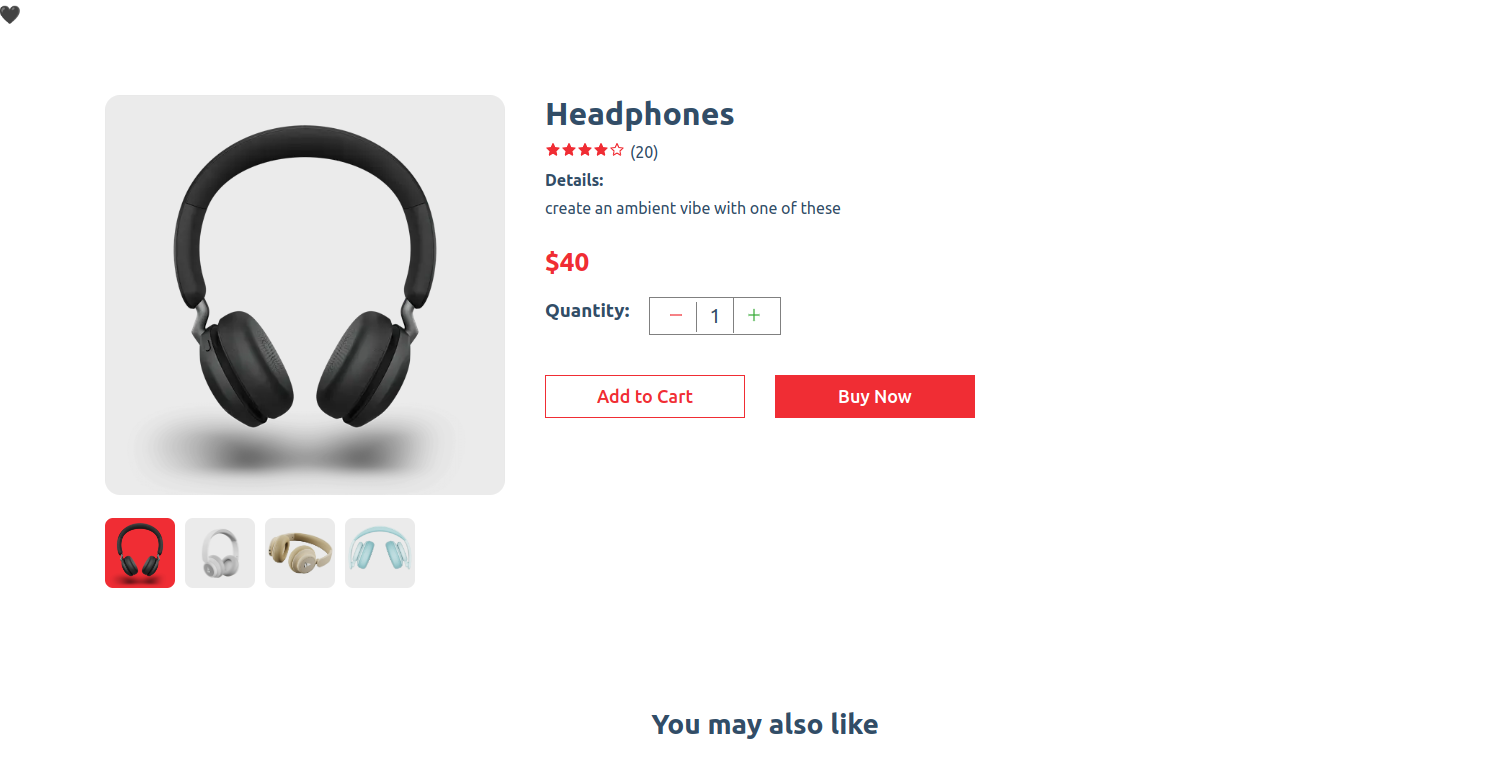 🖤
Headphones
(20)
Details:
create an ambient vibe with one of these
$40
Quantity: − 1 +
Add to Cart
Buy Now
You may also like